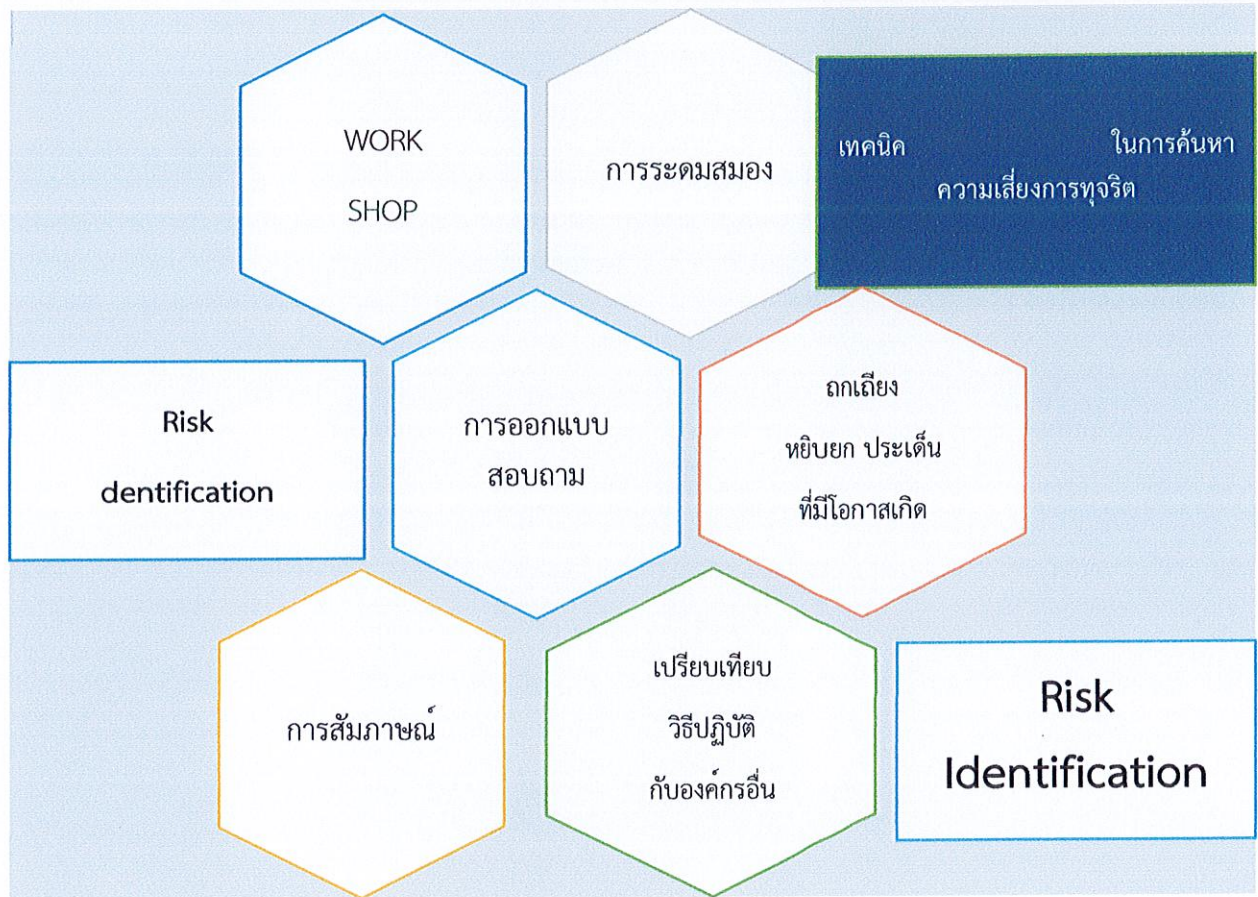 WORK
SHOP
การระดมสมอง
เทคนิค ในการค้นหา
ความเสี่ยงการทุจริต
Risk
dentification
การออกแบบ
สอบถาม
ถกเถียง
หยิบยก ประเด็น
ที่มีโอกาสเกิด
การสัมภาษณ์
เปรียบเทียบ
วิธีปฏิบัติ
กับองค์กรอื่น
Risk
Identification